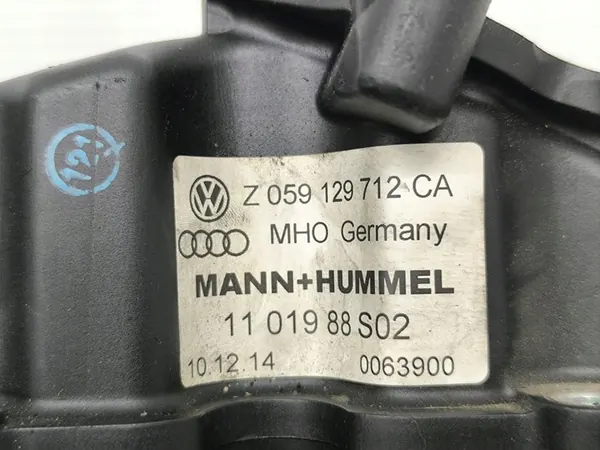 Z 059 129 712 CA
MHO Germany
MANN+HUMMEL
11 019 88 S02
10.12.14 0063900